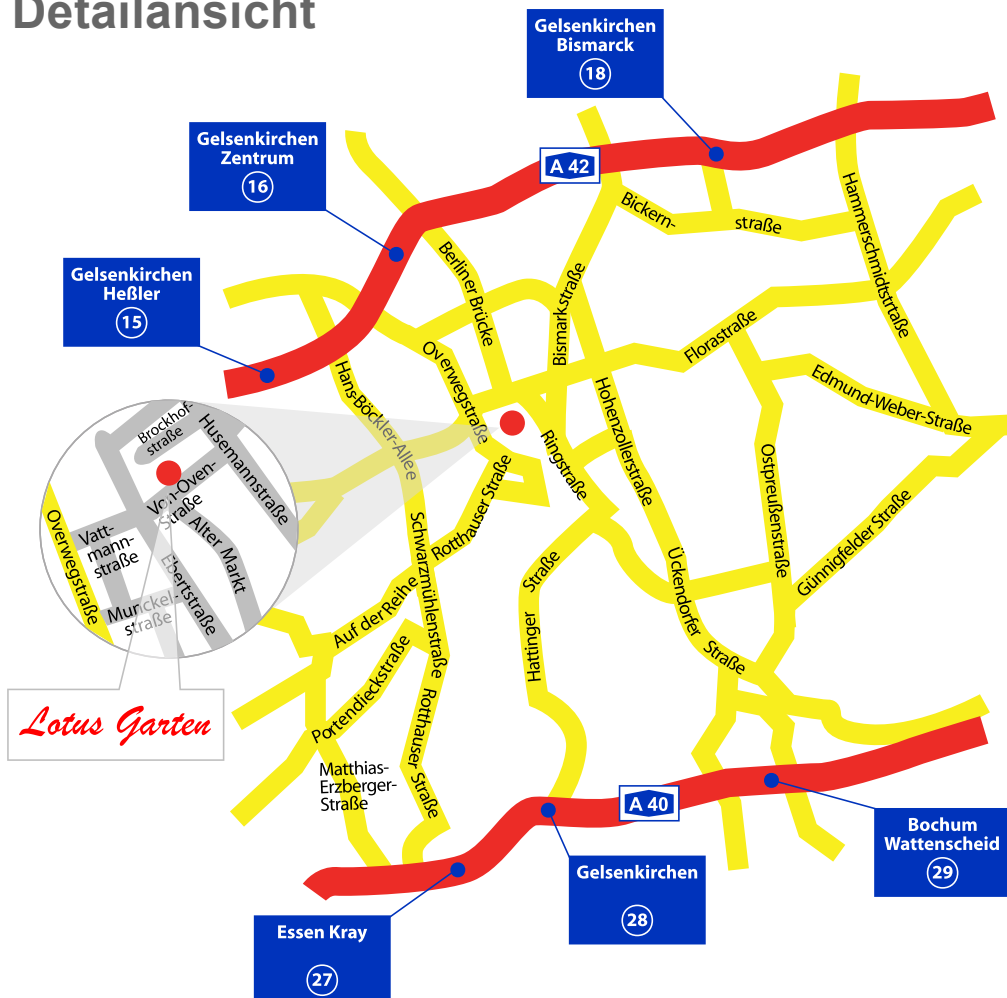 Detailansicht
Gelsenkirchen
Bismarck
18
Gelsenkirchen
Zentrum
16
A 42
Gelsenkirchen
Heßler
15
Bickern-
straße
Hammerschmidtstrtaße
Berliner Brücke
Bismarkstraße
Florastraße
Overwegstraße
Hans-Böckler-Allee
Edmund-Weber-Straße
Hohenzollerstraße
Ringstraße
Ostpreußenstraße
Günnigfelder Straße
Rotthauser Straße
Schwarzmühlenstraße
Brockhof-
straße
Husemannstraße
Von-Oven-
Straße
Vatt-
mann-
straße
Alter Markt
Overwegstraße
Ebertstraße
Munckel-
straße
Auf der Reihe
Hattinger
Straße
Ückendorfer
Straße
Portendieckstraße
Rotthauser Straße
Lotus Garten
Matthias-
Erzberger-
Straße
A 40
Bochum
Wattenscheid
29
Gelsenkirchen
28
Essen Kray
27